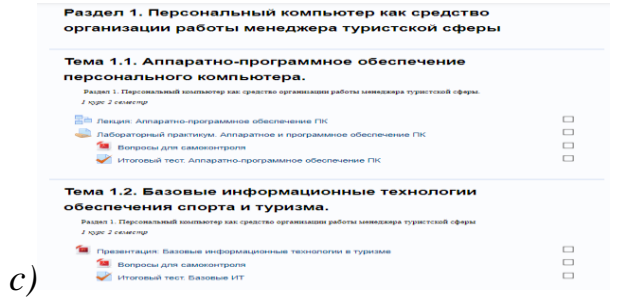 Раздел 1. Персональный компьютер как средство
организации работы менеджера туристской сферы
Тема 1.1. Аппаратно-программное обеспечение
персонального компьютера.
Раздел 1. Персональный компьютер как средство организации работы менеджера туристской сферы.
1 курс 2 семестр
Лекция: Аппаратно-программное обеспечение ПК
Лабораторный практикум. Аппаратное и программное обеспечение ПК
Вопросы для самоконтроля
Итоговый тест. Аппаратно-программное обеспечение ПК
Тема 1.2. Базовые информационные технологии
обеспечения спорта и туризма.
Раздел 1. Персональный компьютер как средство организации работы менеджера туристской сферы
1 курс 2 семестр
Презентация: Базовые информационные технологии в туризме
Вопросы для самоконтроля
Итоговый тест. Базовые ИТ
c)